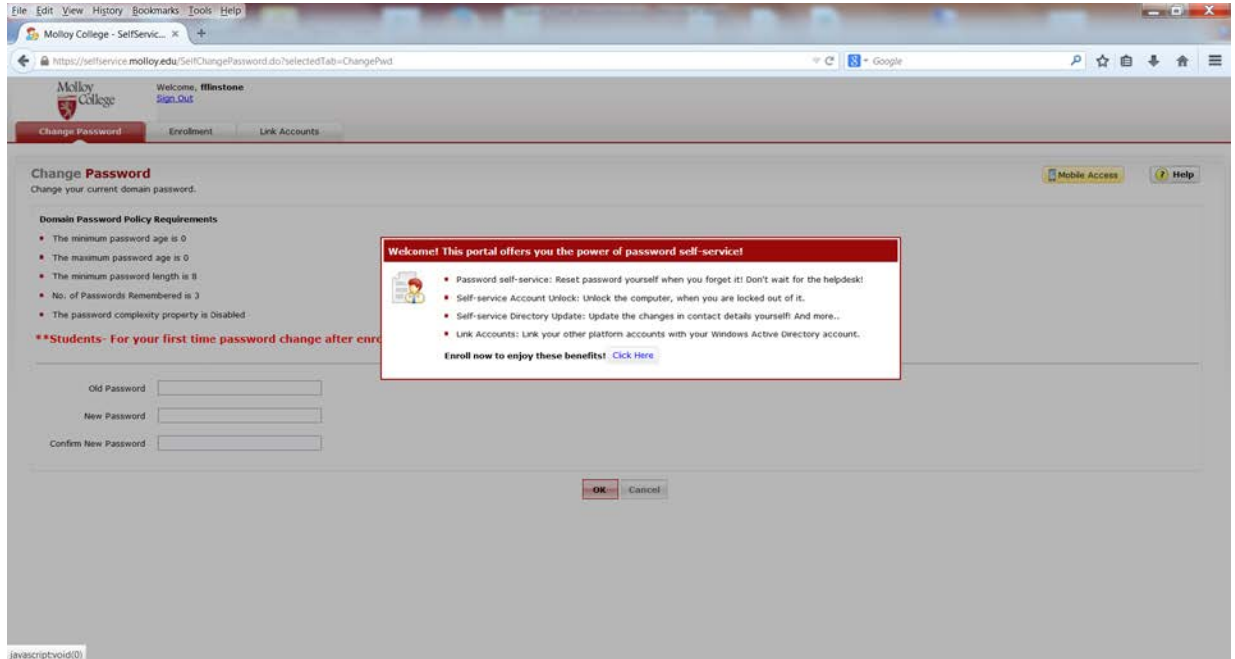 File Edit View History Bookmarks Tools Help
Molloy College - SelfServic... × +
https://selfservice.molloy.edu/SelfChangePassword.do?selectedTab=ChangePwd
Google
Molloy College
Welcome, fflinstone
Sign Out
Change Password Enrollment Link Accounts
Change Password
Change your current domain password.
Mobile Access
Help
Domain Password Policy Requirements
The minimum password age is 0
The maximum password age is 0
The minimum password length is 8
No. of Passwords Remembered is 3
The password complexity property is Disabled
**Students- For your first time password change after enro
Welcome! This portal offers you the power of password self-service!
Password self-service: Reset password yourself when you forget it! Don't wait for the helpdesk!
Self-service Account Unlock: Unlock the computer, when you are locked out of it.
Self-service Directory Update: Update the changes in contact details yourself! And more..
Link Accounts: Link your other platform accounts with your Windows Active Directory account.
Enroll now to enjoy these benefits! Click Here
Old Password
New Password
Confirm New Password
OK Cancel
javascript:void(0)